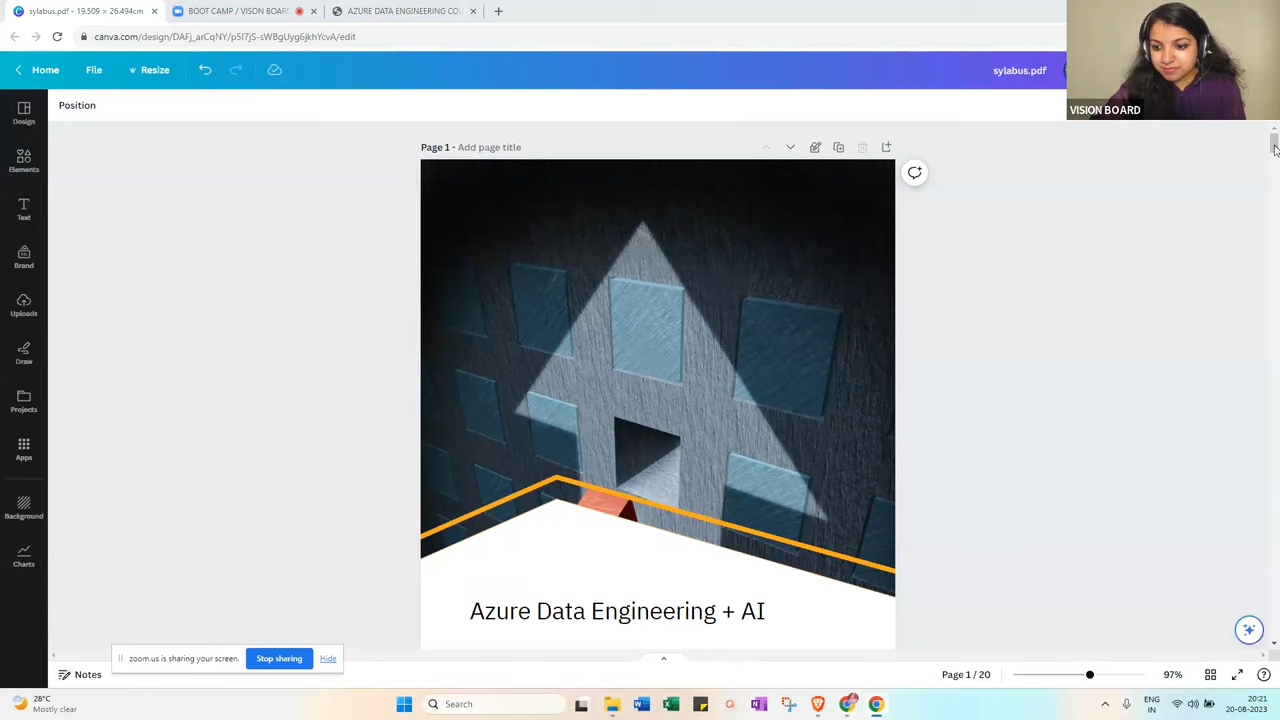 sylabus.pdf - 19.509 × 26.494cm
BOOT CAMP / VISON BOAR
AZURE DATA ENGINEERING CO
canva.com/design/DAFj_arCqNY/p5I7jS-sWBgUyg6jkhYcvA/edit
Home
File
Resize
sylabus.pdf
VISION BOARD
Position
Design
Elements
Text
Brand
Uploads
Draw
Projects
Apps
Background
Charts
Page 1 - Add page title
Azure Data Engineering + AI
zoom.us is sharing your screen.
Stop sharing
Hide
Notes
Page 1 / 20
97%
28°C
Mostly clear
Search
ENG
IN
20:21
20-08-2023